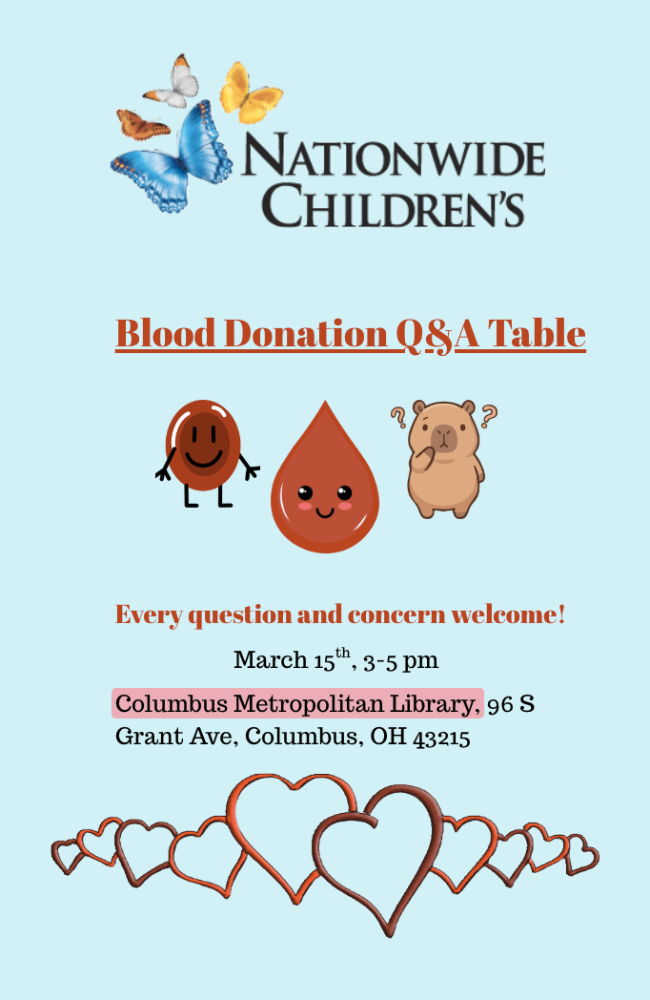 NATIONWIDE
CHILDREN'S
Blood Donation Q&A Table
? ?
Every question and concern welcome!
March 15th, 3-5 pm
Columbus Metropolitan Library, 96 S
Grant Ave, Columbus, OH 43215